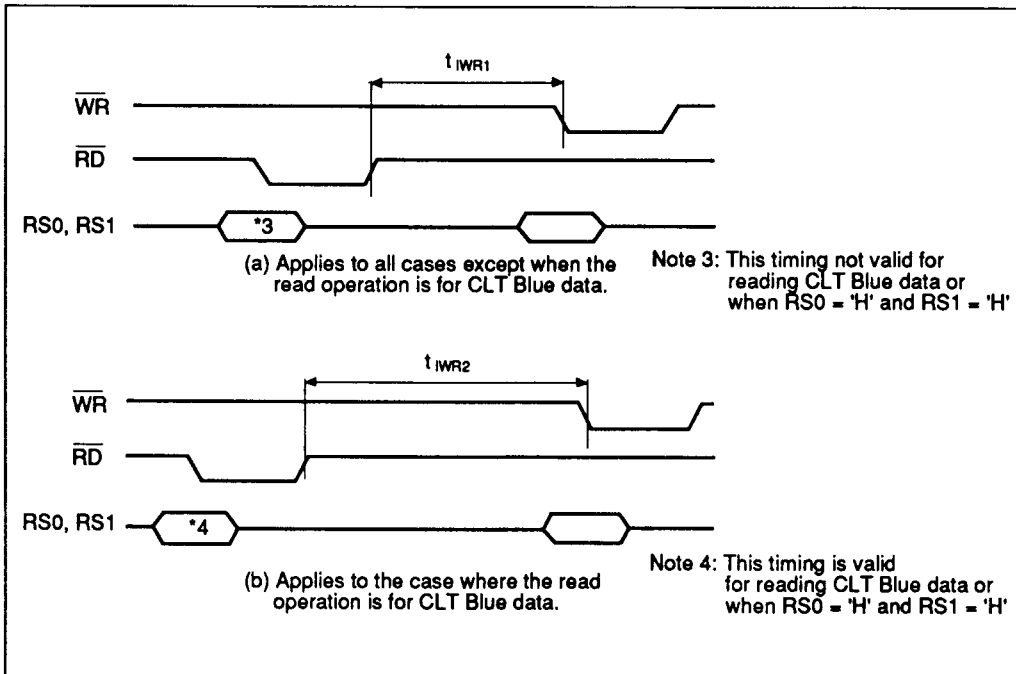 t IWR1
WR
RD
RS0, RS1
*3
(a) Applies to all cases except when the
read operation is for CLT Blue data.
Note 3: This timing not valid for
reading CLT Blue data or
when RS0 = 'H' and RS1 = 'H'
t IWR2
WR
RD
RS0, RS1
*4
(b) Applies to the case where the read
operation is for CLT Blue data.
Note 4: This timing is valid
for reading CLT Blue data or
when RS0 = 'H' and RS1 = 'H'